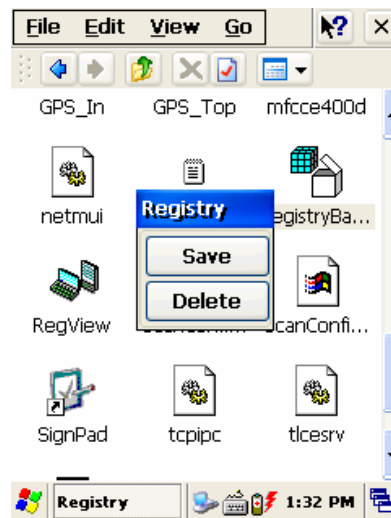 File Edit View Go
?
GPS_In GPS_Top mfcce400d
netmui egistryBa...
Registry
Save
Delete
RegView canConfi...
SignPad tcpipc tlcesrv
Registry 1:32 PM